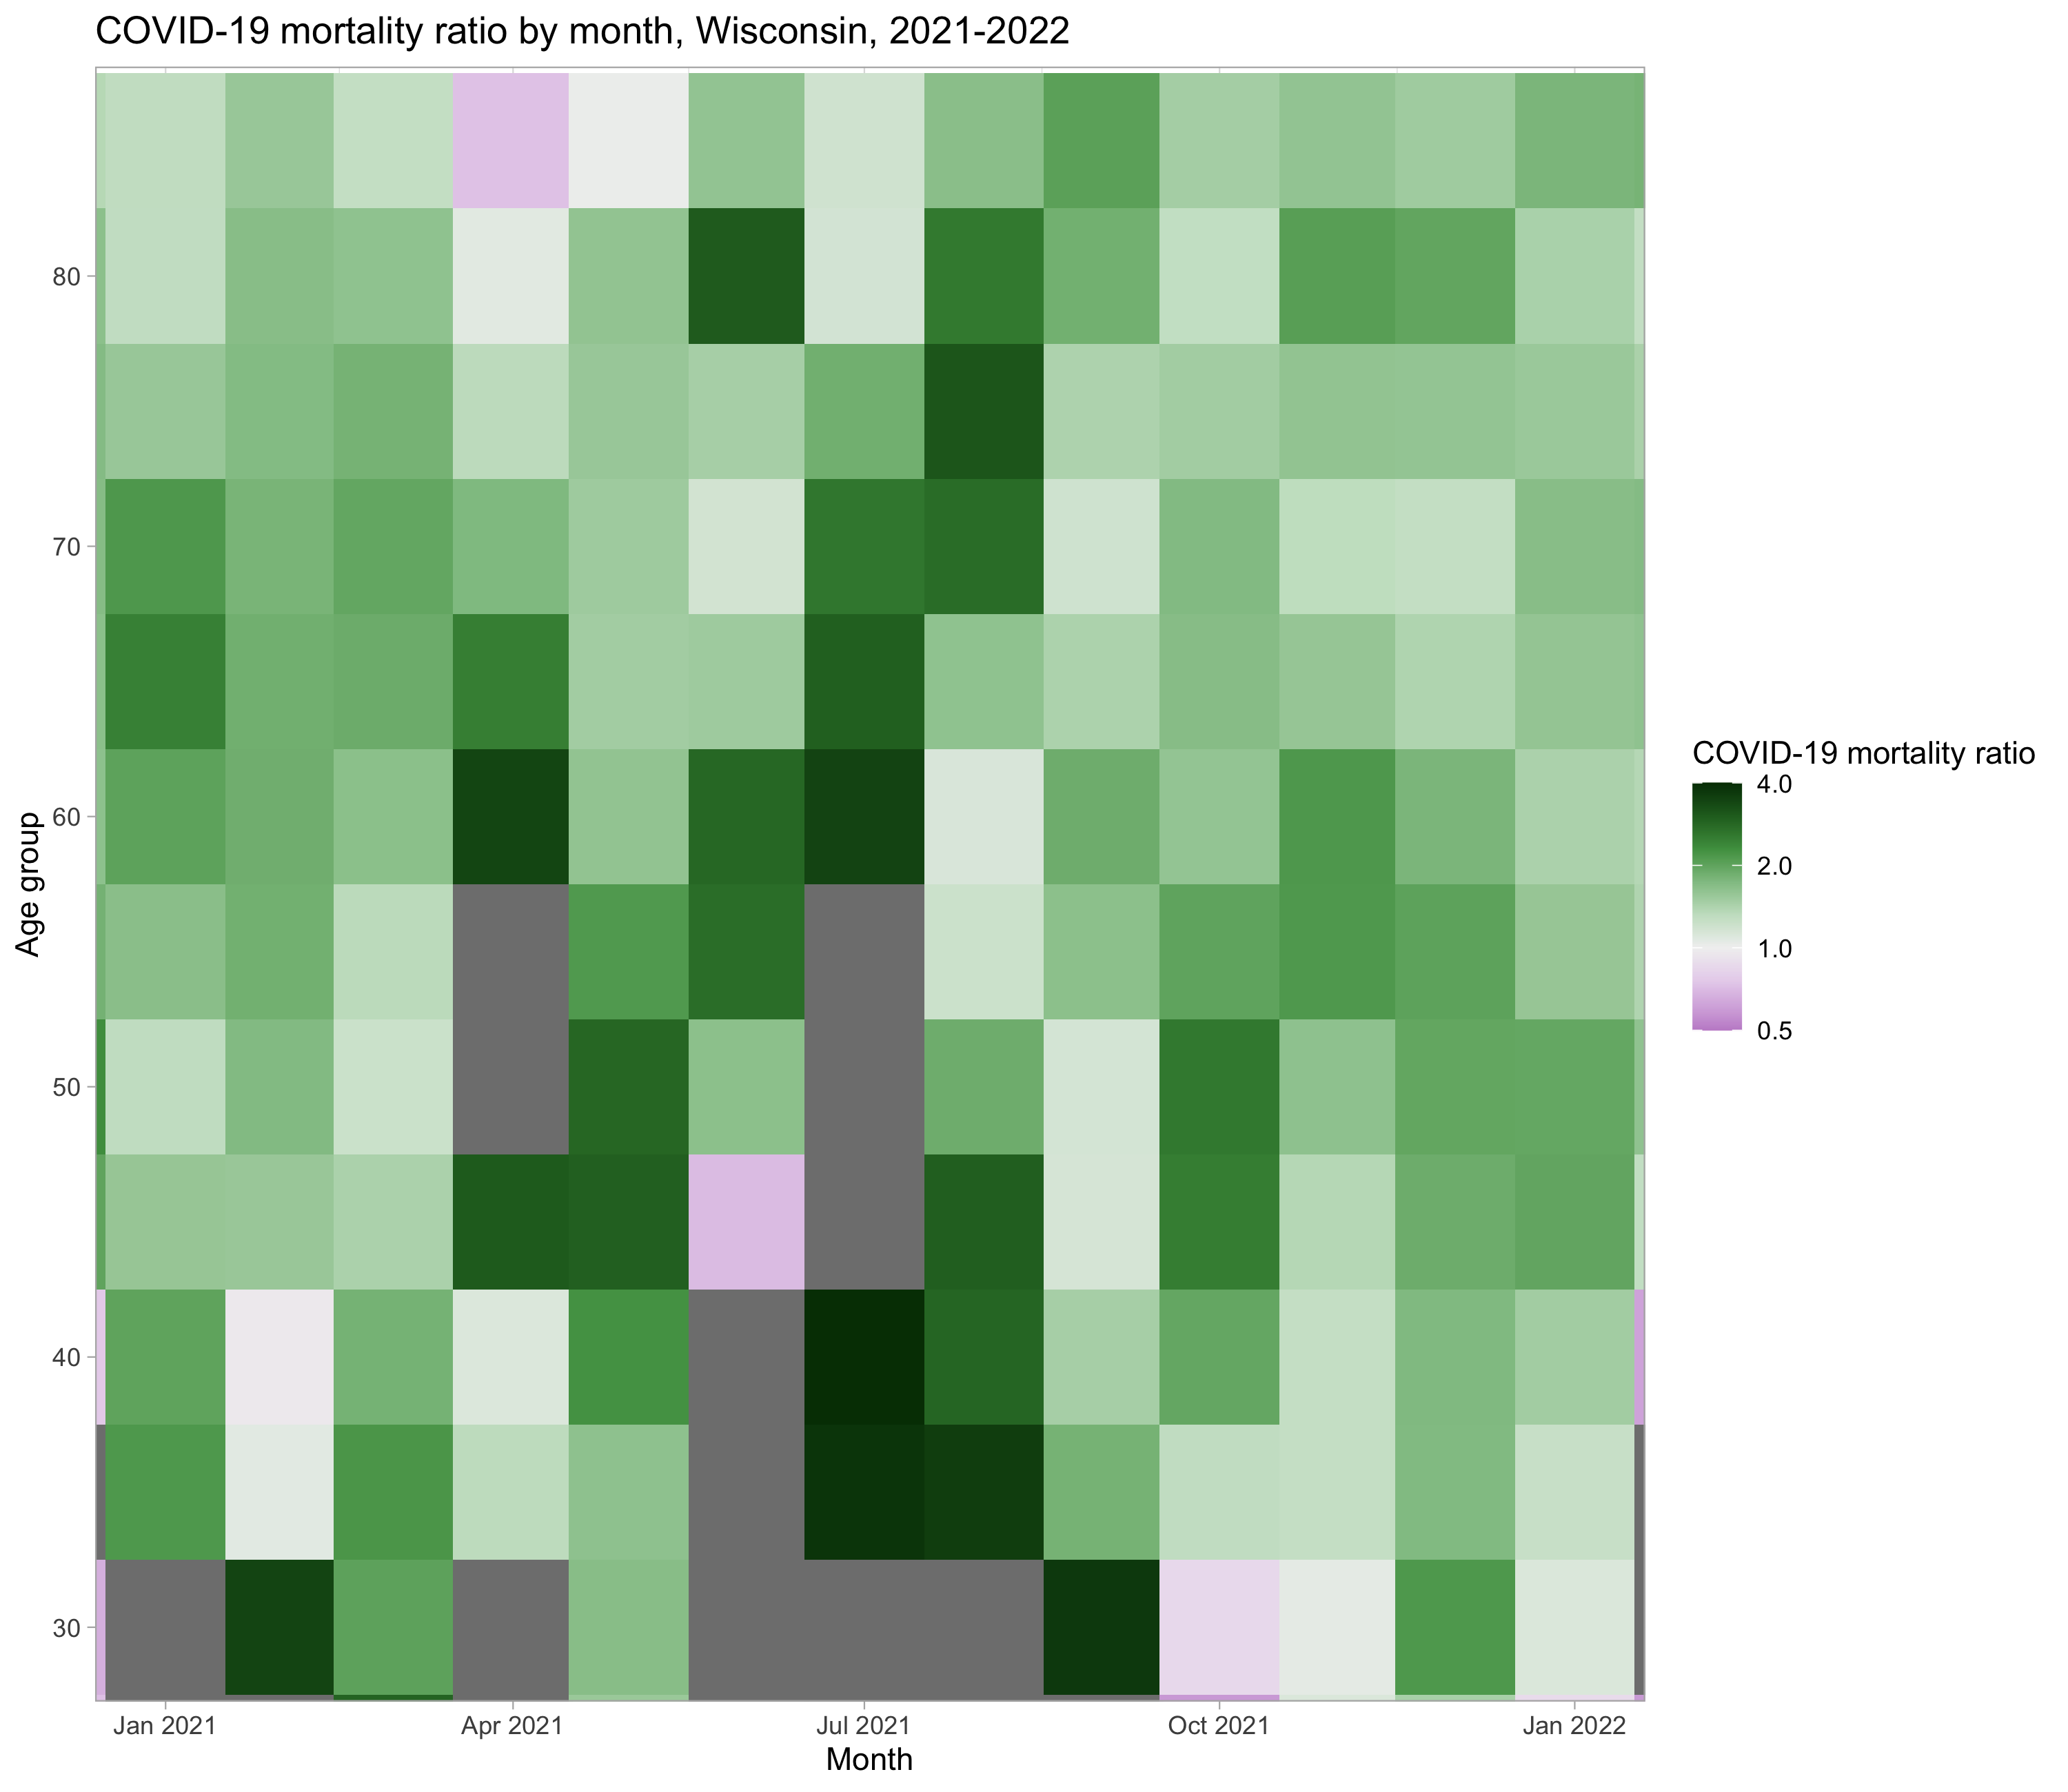 COVID-19 mortality ratio by month, Wisconsin, 2021-2022
80
70
60
50
40
30
Age group
Jan 2021
Apr 2021
Jul 2021
Oct 2021
Jan 2022
Month
COVID-19 mortality ratio
4.0
2.0
1.0
0.5